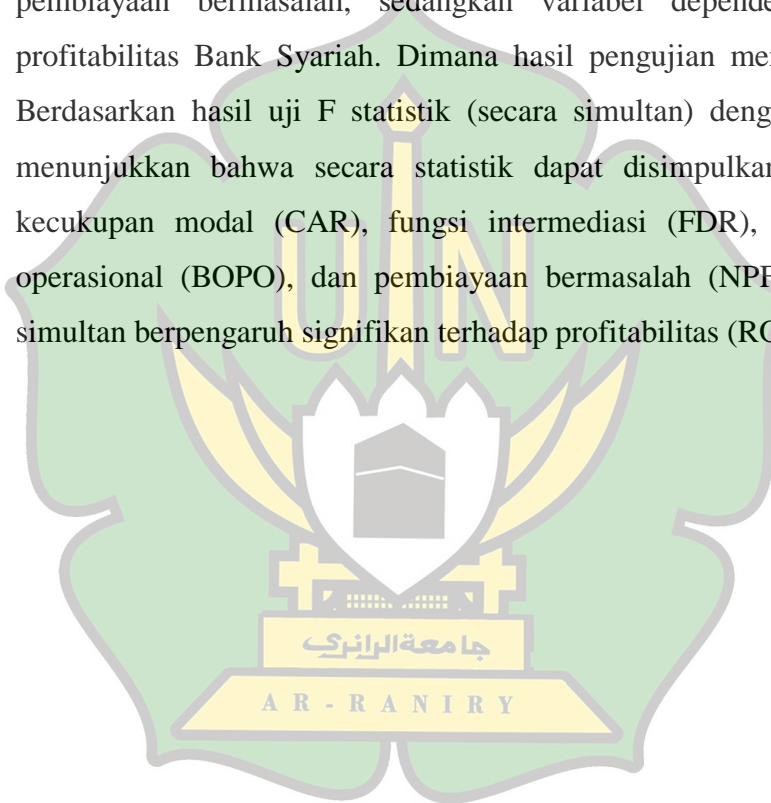 pembiayaan bermasalah, sedangkan variabel depende
profitabilitas Bank Syariah. Dimana hasil pengujian mer
Berdasarkan hasil uji F statistik (secara simultan) deng
menunjukkan bahwa secara statistik dapat disimpulkan
kecukupan modal (CAR), fungsi intermediasi (FDR),
operasional (BOPO), dan pembiayaan bermasalah (NPF
simultan berpengaruh signifikan terhadap profitabilitas (RO
UIN
جامعة الرانري
AR-RANIRY